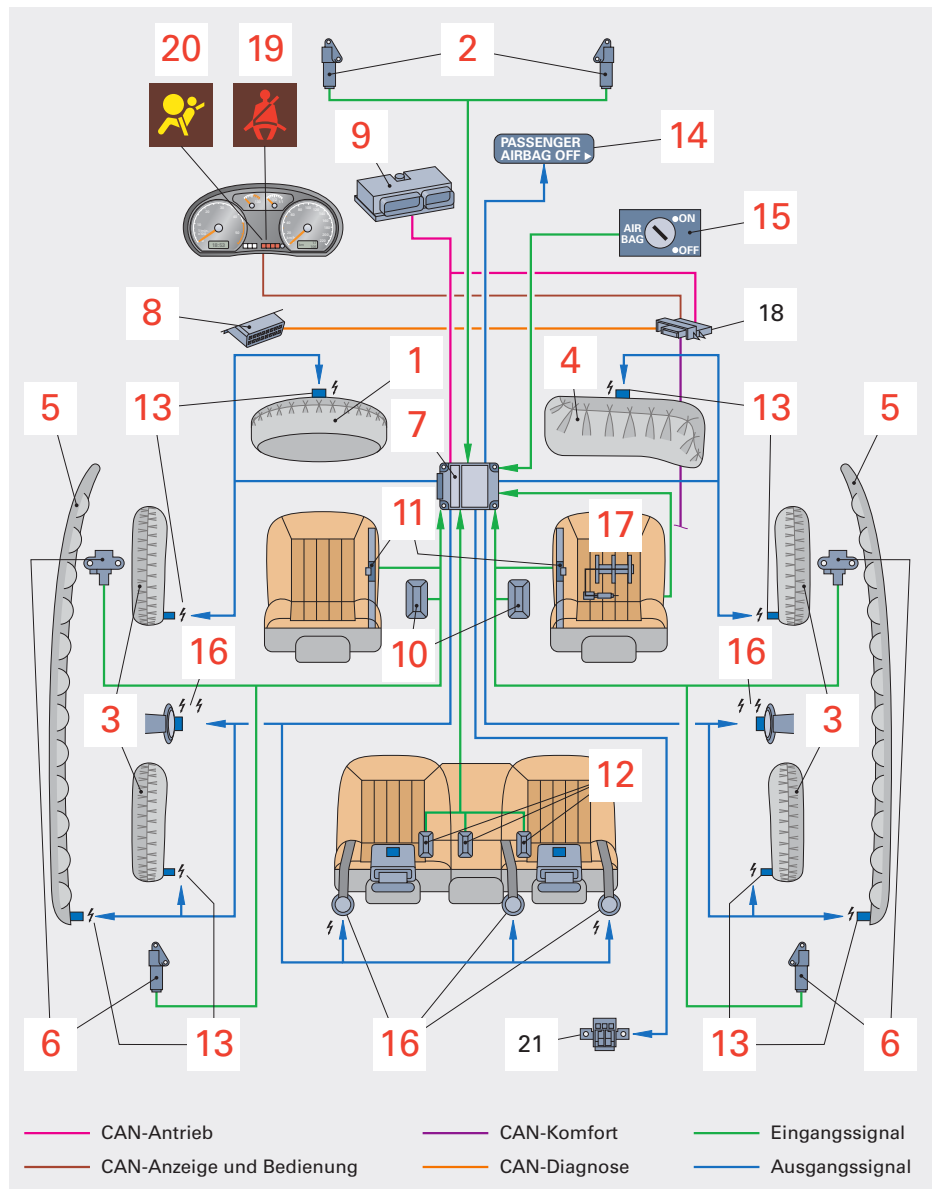 20
19
2
9
PASSENGER
AIRBAG OFF ▶
14
AIR
BAG
ON
OFF
15
8
18
1
4
5
13
7
13
5
11
17
10
16
16
3
3
12
6
13
16
21
13
6
CAN-Antrieb
CAN-Komfort
Eingangssignal
CAN-Anzeige und Bedienung
CAN-Diagnose
Ausgangssignal